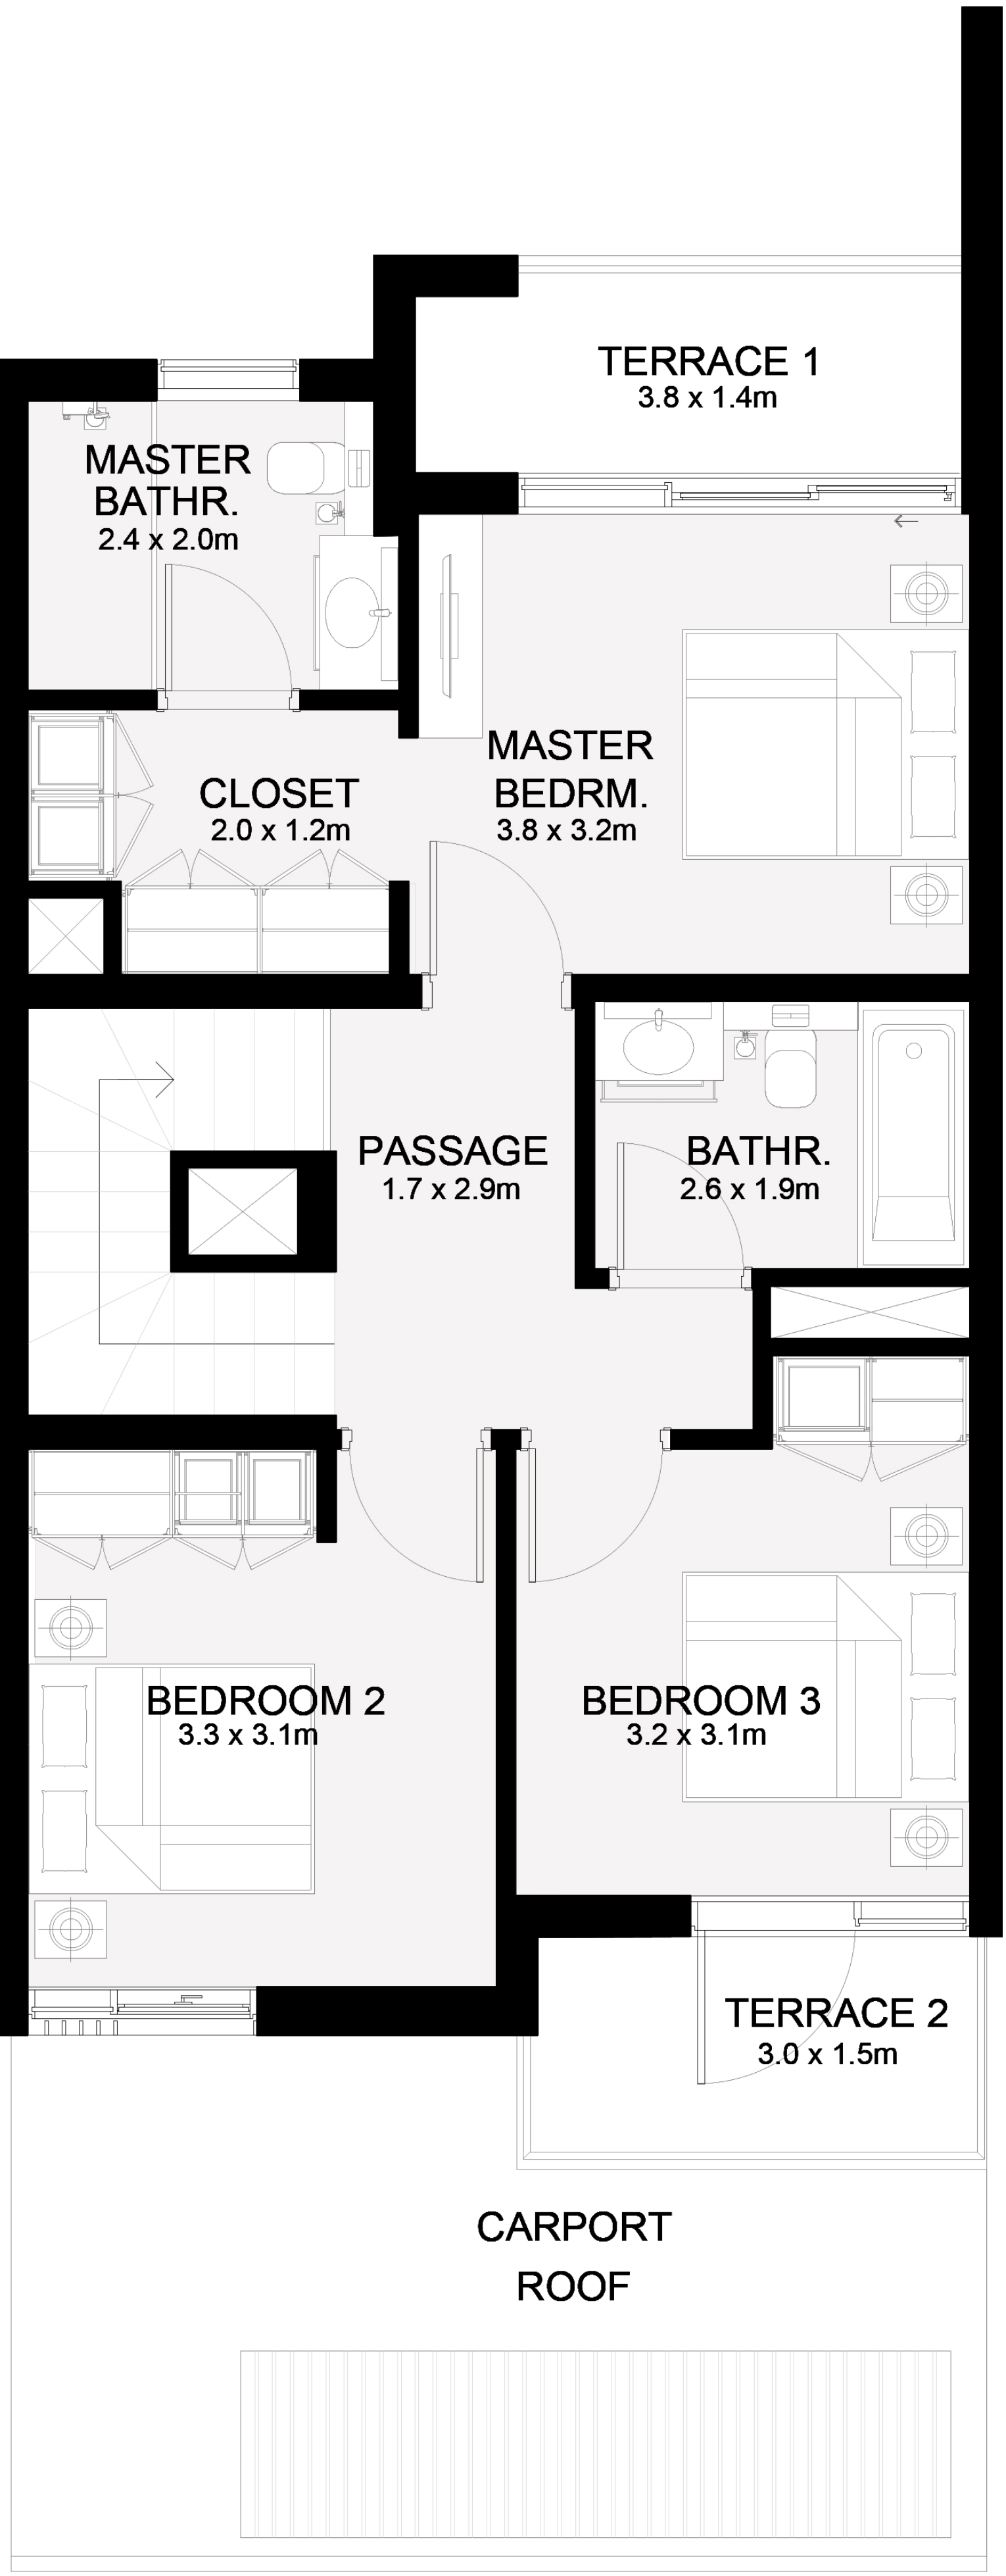 TERRACE 1
3.8 x 1.4m
MASTER
BATHR.
2.4 x 2.0m
MASTER
BEDRM.
3.8 x 3.2m
CLOSET
2.0 x 1.2m
PASSAGE
1.7 x 2.9m
BATHR.
2.6 x 1.9m
BEDROOM 2
3.3 x 3.1m
BEDROOM 3
3.2 x 3.1m
TERRACE 2
3.0 x 1.5m
CARPORT
ROOF